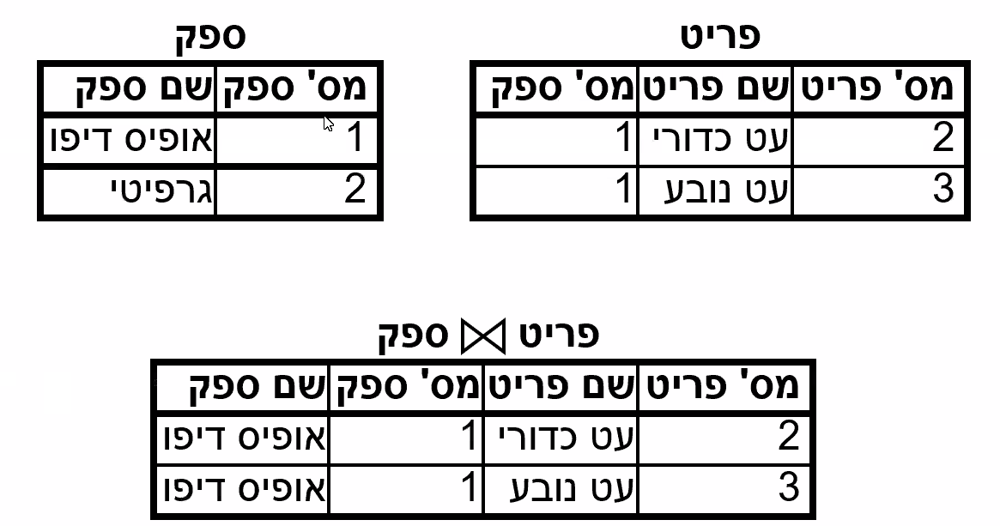 פריט
מס' פריט שם פריט מס' ספק
2 עט כדורי 1
3 עט נובע 1
ספק
מס' ספק שם ספק
1 אופיס דיפו
2 גרפיטי
פריט ⋈ ספק
מס' פריט שם פריט מס' ספק שם ספק
2 עט כדורי 1 אופיס דיפו
3 עט נובע 1 אופיס דיפו